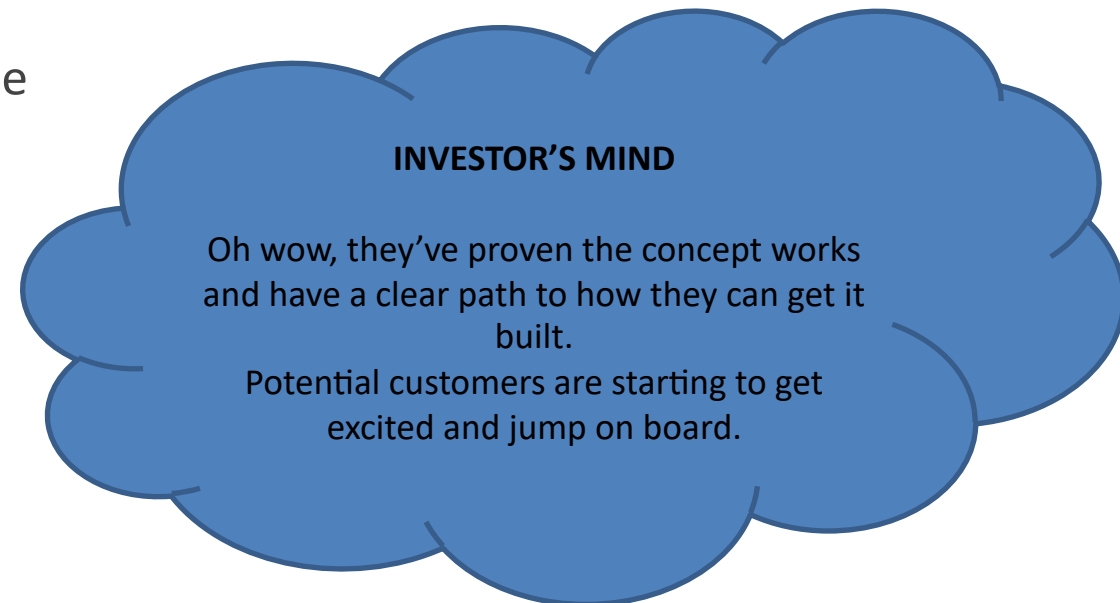 e
INVESTOR’S MIND
Oh wow, they’ve proven the concept works
and have a clear path to how they can get it
built.
Potential customers are starting to get
excited and jump on board.